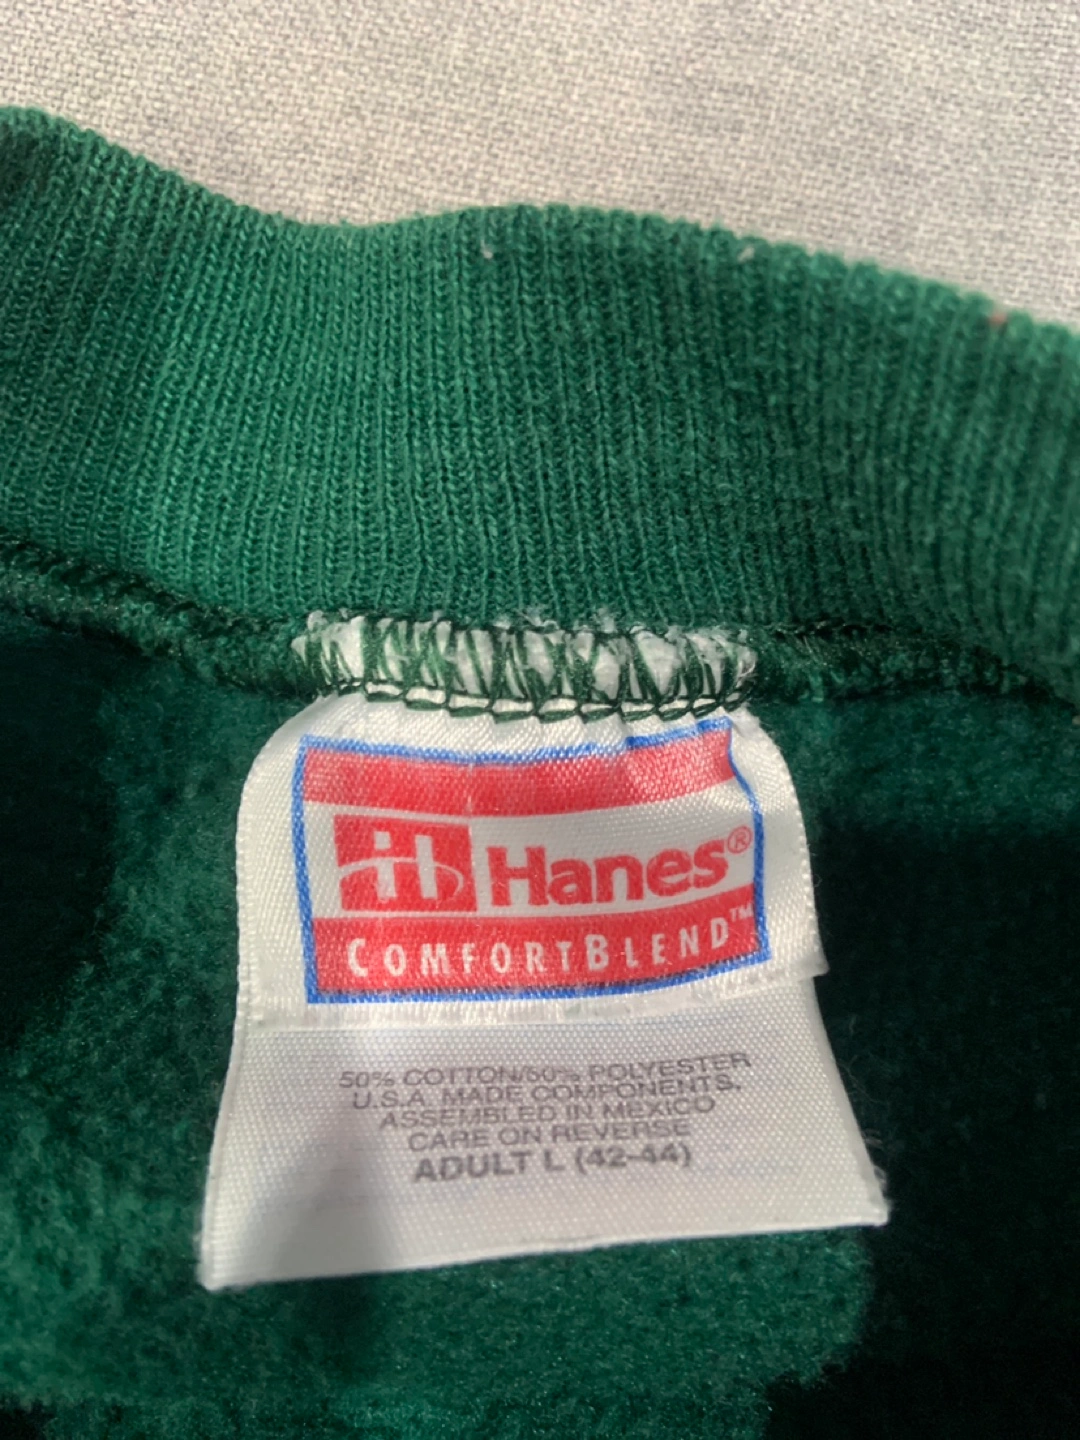 H Hanes®
COMFORTBLEND™
50% COTTON/50% POLYESTER
U.S.A. MADE COMPONENTS.
ASSEMBLED IN MEXICO
CARE ON REVERSE
ADULT L (42-44)